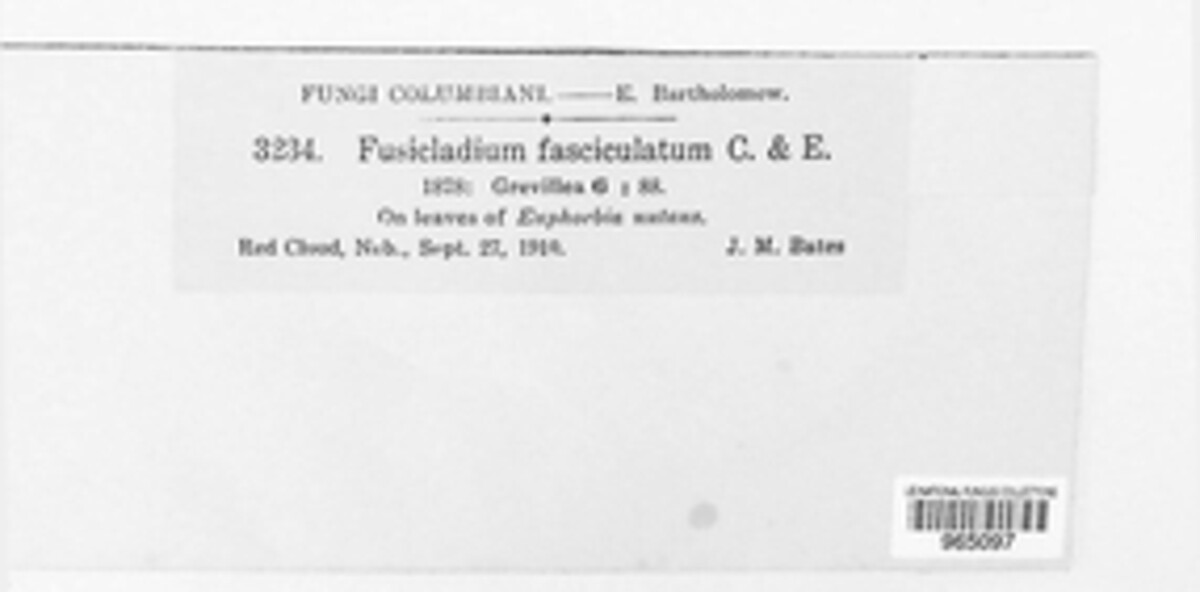 FUNGI COLUMBIANI. —— E. Bartholomew.
3234. Fusicladium fasciculatum C. & E.
1878: Grevillea 6 : 88.
On leaves of Euphorbia nutans.
Red Cloud, Neb., Sept. 27, 1910. J. M. Bates
965097